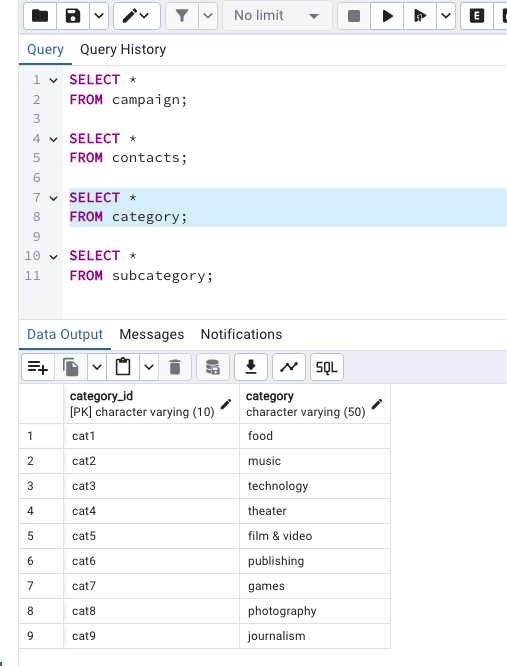 No limit
E
Query Query History
1 SELECT *
2 FROM campaign;
3
4 SELECT *
5 FROM contacts;
6
7 SELECT *
8 FROM category;
9
10 SELECT *
11 FROM subcategory;
Data Output Messages Notifications
SQL
category_id category
[PK] character varying (10) character varying (50)
1 cat1 food
2 cat2 music
3 cat3 technology
4 cat4 theater
5 cat5 film & video
6 cat6 publishing
7 cat7 games
8 cat8 photography
9 cat9 journalism